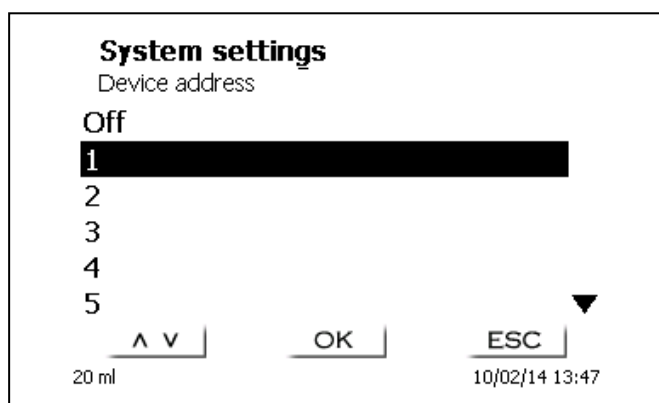 System settings
Device address
Off
1
2
3
4
5
∧ ∨ OK ESC
20 ml 10/02/14 13:47